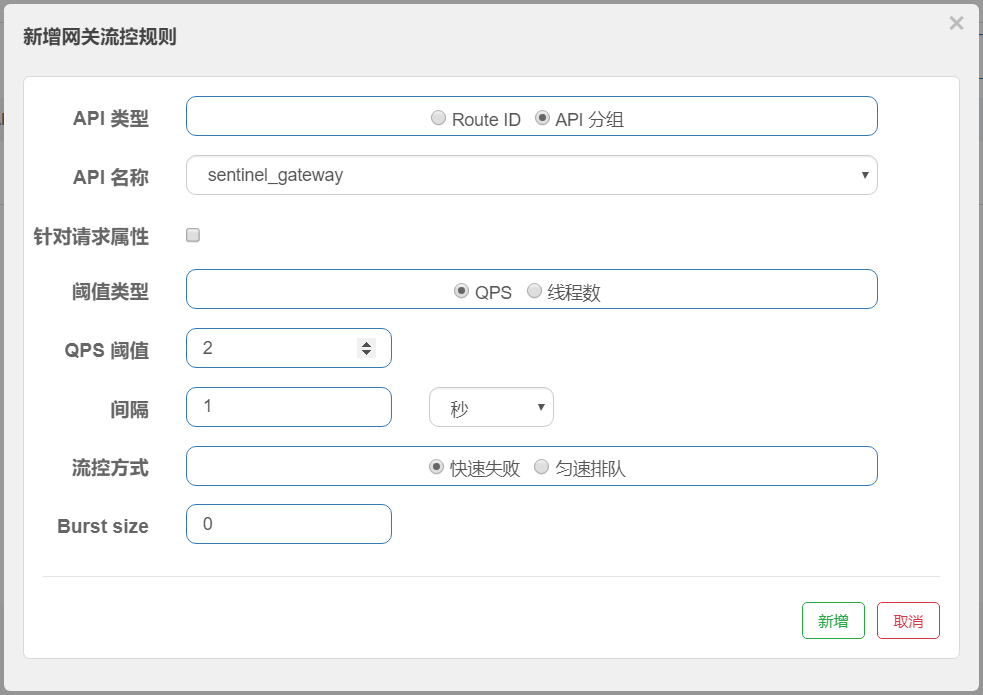 新增网关流控规则
×
API 类型
Route ID API 分组
API 名称
sentinel_gateway
针对请求属性
阈值类型
QPS 线程数
QPS 阈值
2
间隔
1 秒
流控方式
快速失败 匀速排队
Burst size
0
新增 取消